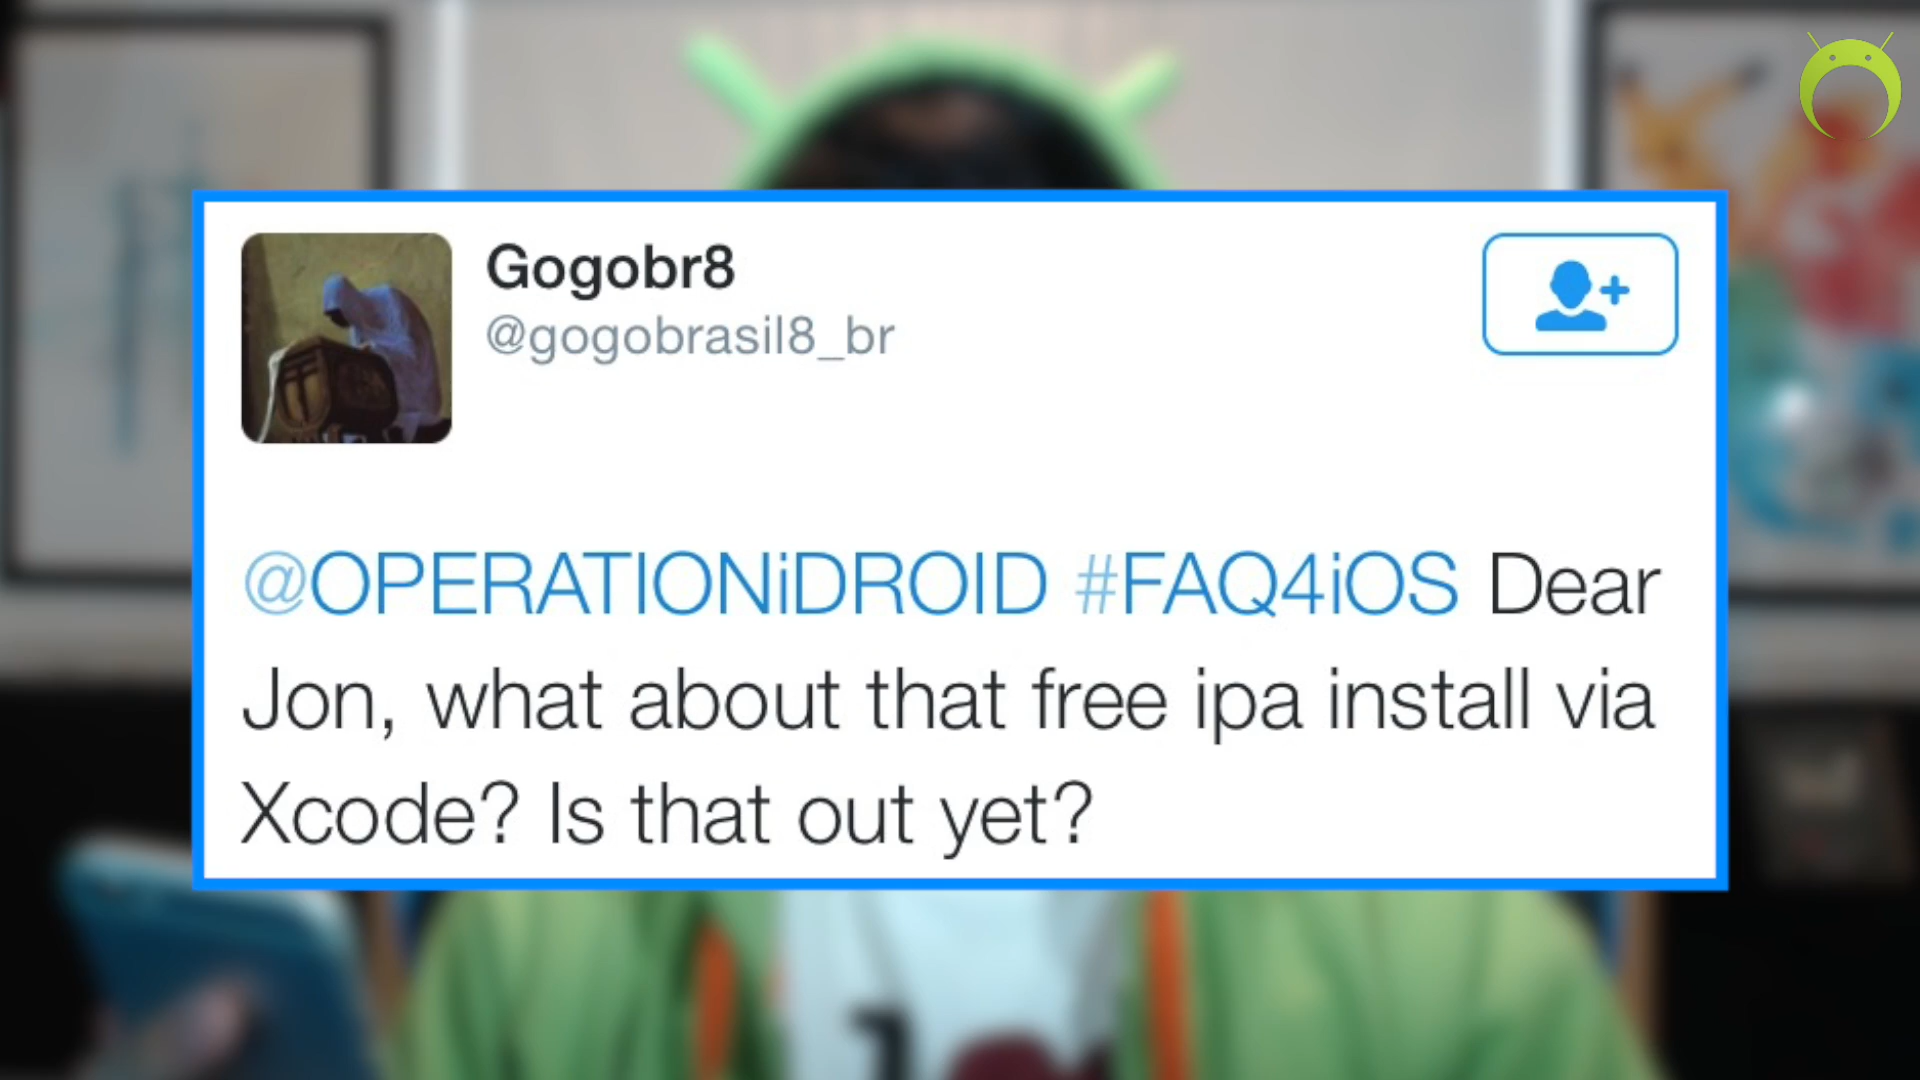 Gogobr8
@gogobrasil8_br
@OPERATIONiDROID #FAQ4iOS Dear
Jon, what about that free ipa install via
Xcode? Is that out yet?